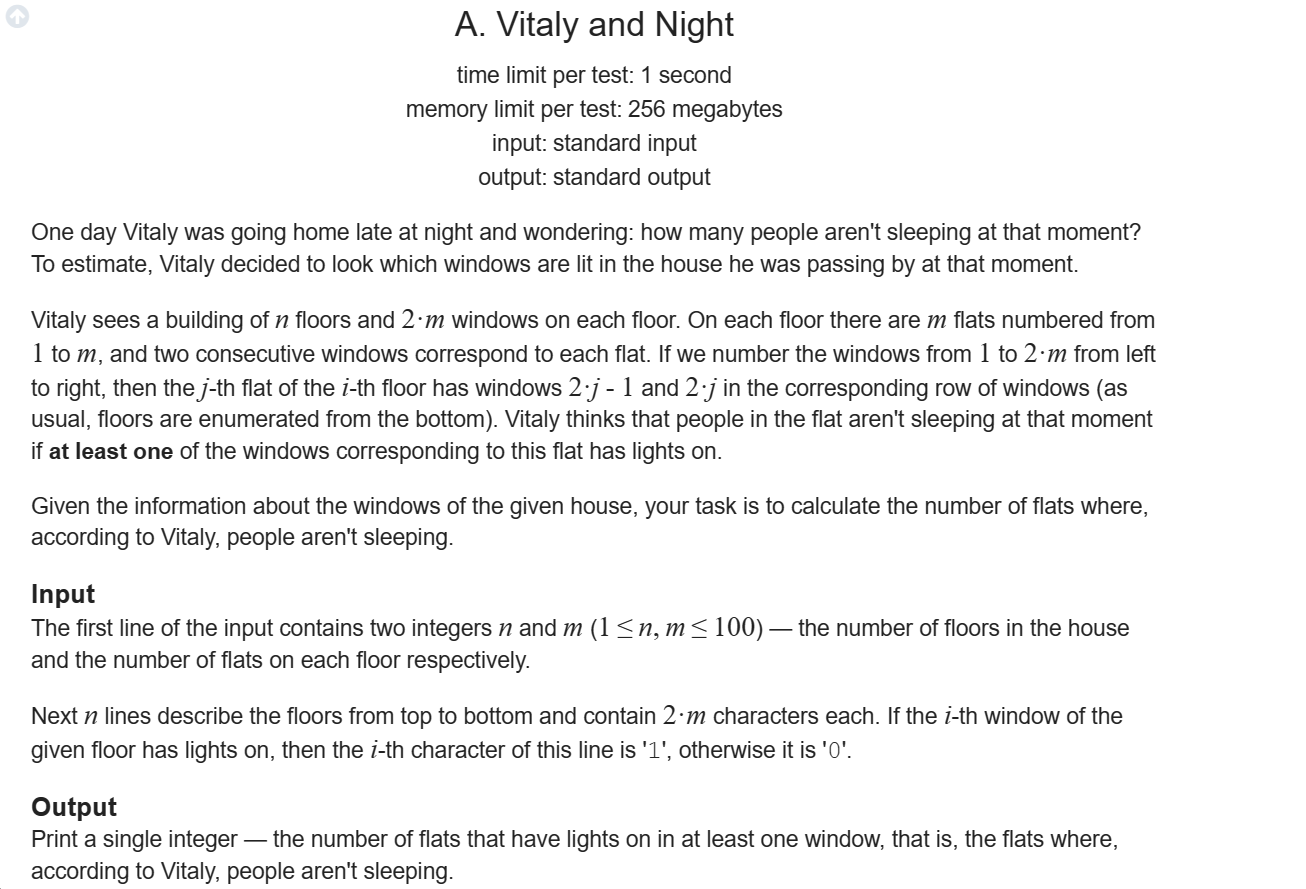 A. Vitaly and Night
time limit per test: 1 second
memory limit per test: 256 megabytes
input: standard input
output: standard output
One day Vitaly was going home late at night and wondering: how many people aren't sleeping at that moment?
To estimate, Vitaly decided to look which windows are lit in the house he was passing by at that moment.
Vitaly sees a building of n floors and 2·m windows on each floor. On each floor there are m flats numbered from
1 to m, and two consecutive windows correspond to each flat. If we number the windows from 1 to 2·m from left
to right, then the j-th flat of the i-th floor has windows 2·j - 1 and 2·j in the corresponding row of windows (as
usual, floors are enumerated from the bottom). Vitaly thinks that people in the flat aren't sleeping at that moment
if at least one of the windows corresponding to this flat has lights on.
Given the information about the windows of the given house, your task is to calculate the number of flats where,
according to Vitaly, people aren't sleeping.
Input
The first line of the input contains two integers n and m (1 ≤ n, m ≤ 100) — the number of floors in the house
and the number of flats on each floor respectively.
Next n lines describe the floors from top to bottom and contain 2·m characters each. If the i-th window of the
given floor has lights on, then the i-th character of this line is '1', otherwise it is '0'.
Output
Print a single integer — the number of flats that have lights on in at least one window, that is, the flats where,
according to Vitaly, people aren't sleeping.